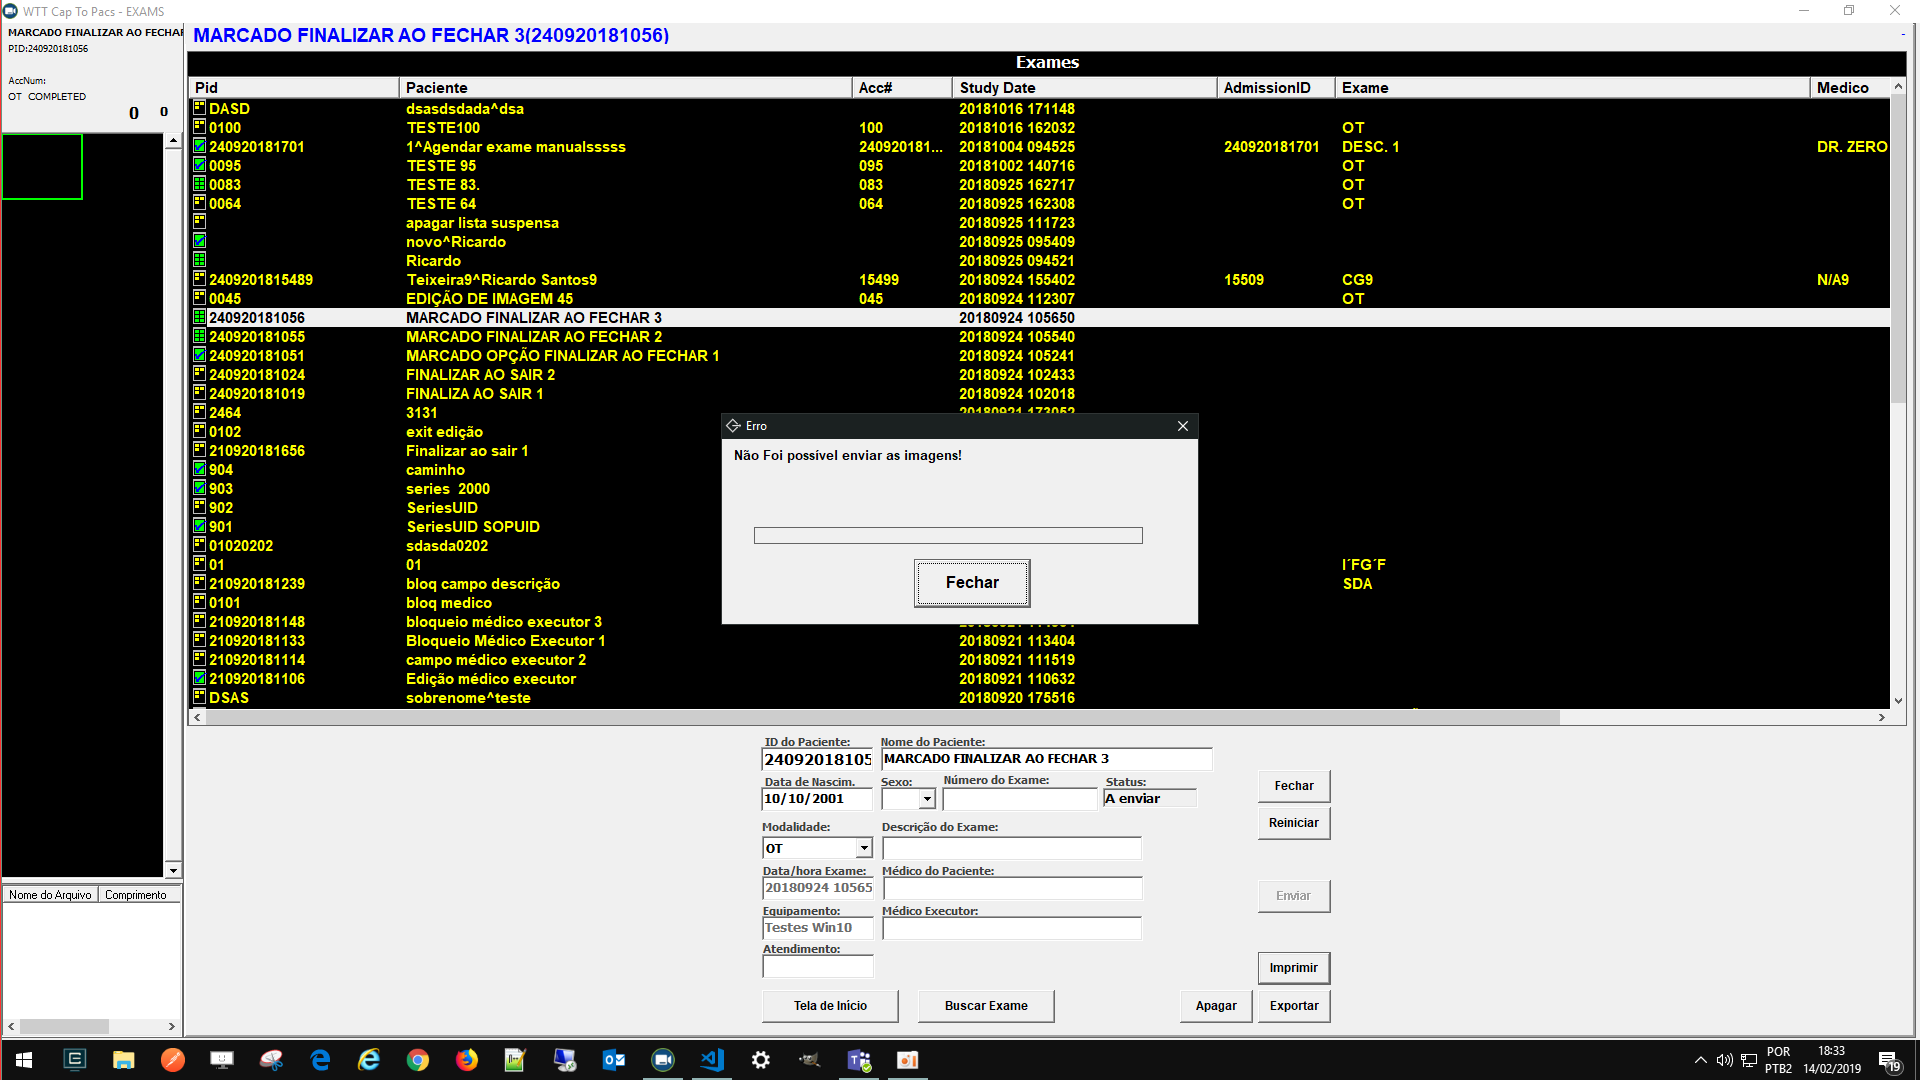 WTT Cap To Pacs - EXAMS
MARCADO FINALIZAR AO FECHAR
PID:240920181056
AccNum:
OT COMPLETED
0 0
Nome do Arquivo Comprimento
MARCADO FINALIZAR AO FECHAR 3(240920181056)
Exames
Pid Paciente Acc# Study Date AdmissionID Exame Medico
DASD dsasdsdada^dsa 20181016 171148
0100 TESTE100 100 20181016 162032 OT
240920181701 1^Agendar exame manualsssss 240920181... 20181004 094525 240920181701 DESC. 1 DR. ZERO
0095 TESTE 95 095 20181002 140716 OT
0083 TESTE 83. 083 20180925 162717 OT
0064 TESTE 64 064 20180925 162308 OT
apagar lista suspensa 20180925 111723
novo^Ricardo 20180925 095409
Ricardo 20180925 094521
2409201815489 Teixeira9^Ricardo Santos9 15499 20180924 155402 15509 CG9 N/A9
0045 EDIÇÃO DE IMAGEM 45 045 20180924 112307 OT
240920181056 MARCADO FINALIZAR AO FECHAR 3 20180924 105650
240920181055 MARCADO FINALIZAR AO FECHAR 2 20180924 105540
240920181051 MARCADO OPÇÃO FINALIZAR AO FECHAR 1 20180924 105241
240920181024 FINALIZAR AO SAIR 2 20180924 102433
240920181019 FINALIZA AO SAIR 1 20180924 102018
2464 3131 20180921 173052
0102 exit edição
210920181656 Finalizar ao sair 1
904 caminho
903 series 2000
902 SeriesUID
901 SeriesUID SOPUID
01020202 sdasda0202
01 01 I´FG´F
210920181239 bloq campo descrição SDA
0101 bloq medico
210920181148 bloqueio médico executor 3
210920181133 Bloqueio Médico Executor 1 20180921 113404
210920181114 campo médico executor 2 20180921 111519
210920181106 Edição médico executor 20180921 110632
DSAS sobrenome^teste 20180920 175516
Erro
Não Foi possível enviar as imagens!
Fechar
ID do Paciente: Nome do Paciente:
24092018105 MARCADO FINALIZAR AO FECHAR 3
Data de Nascim. Sexo: Número do Exame: Status:
10/10/2001 A enviar
Modalidade: Descrição do Exame:
OT
Data/hora Exame: Médico do Paciente:
20180924 10565
Equipamento: Médico Executor:
Testes Win10
Atendimento:
Fechar
Reiniciar
Enviar
Imprimir
Tela de Início Buscar Exame Apagar Exportar
POR
PTB2
18:33
14/02/2019
19